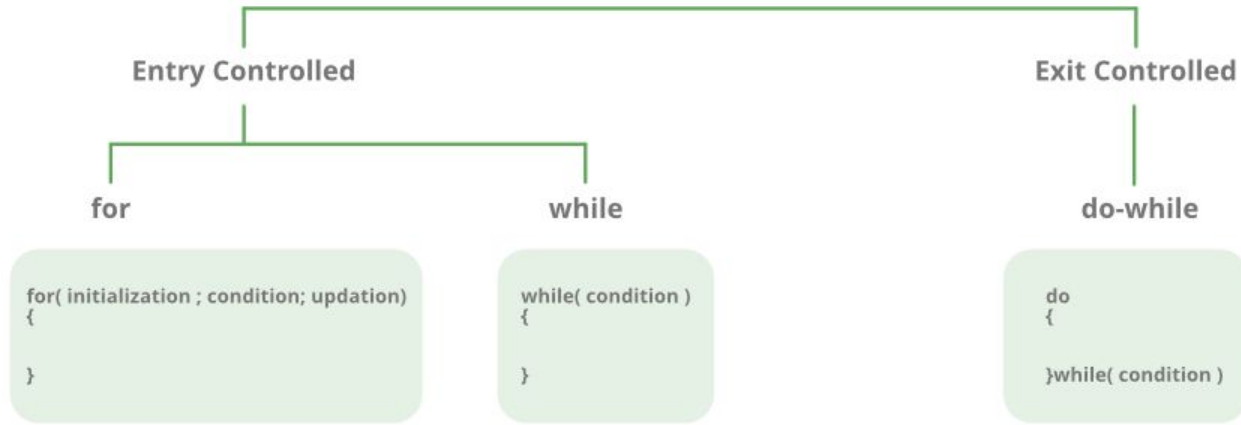 Entry Controlled
Exit Controlled
for
while
do-while
for( initialization ; condition; updation)
{
}
while( condition )
{
}
do
{
}while( condition )